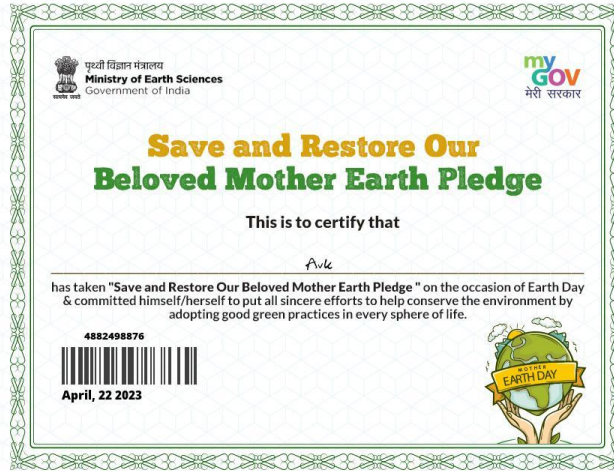 पृथ्वी विज्ञान मंत्रालय
Ministry of Earth Sciences
Government of India
सत्यमेव जयते
my
GOV
मेरी सरकार
Save and Restore Our
Beloved Mother Earth Pledge
This is to certify that
Avk
has taken "Save and Restore Our Beloved Mother Earth Pledge " on the occasion of Earth Day
& committed himself/herself to put all sincere efforts to help conserve the environment by
adopting good green practices in every sphere of life.
4882498876
April, 22 2023
MOTHER
EARTH DAY